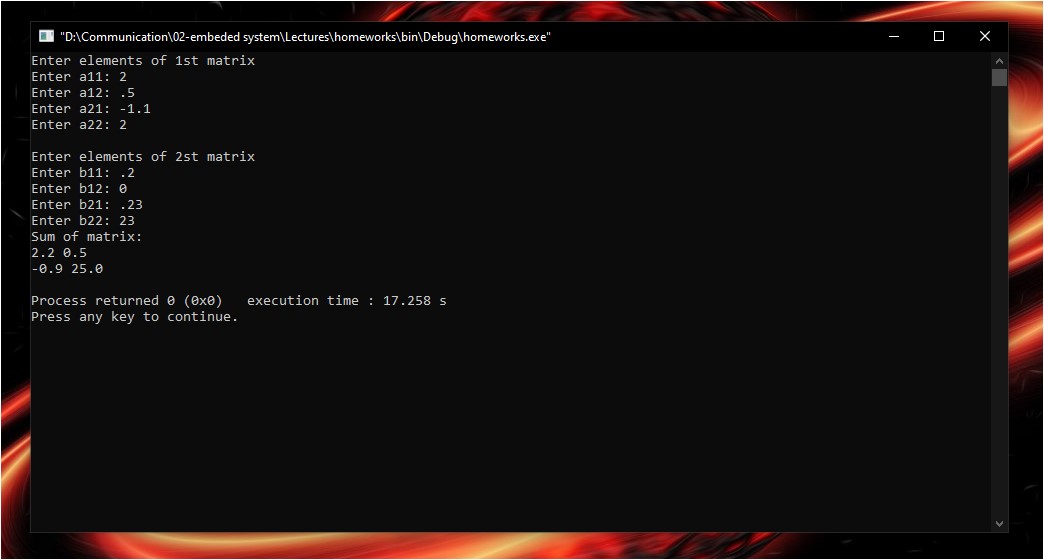 "D:\Communication\02-embeded system\Lectures\homeworks\bin\Debug\homeworks.exe"
Enter elements of 1st matrix
Enter a11: 2
Enter a12: .5
Enter a21: -1.1
Enter a22: 2
Enter elements of 2st matrix
Enter b11: .2
Enter b12: 0
Enter b21: .23
Enter b22: 23
Sum of matrix:
2.2 0.5
-0.9 25.0
Process returned 0 (0x0)   execution time : 17.258 s
Press any key to continue.